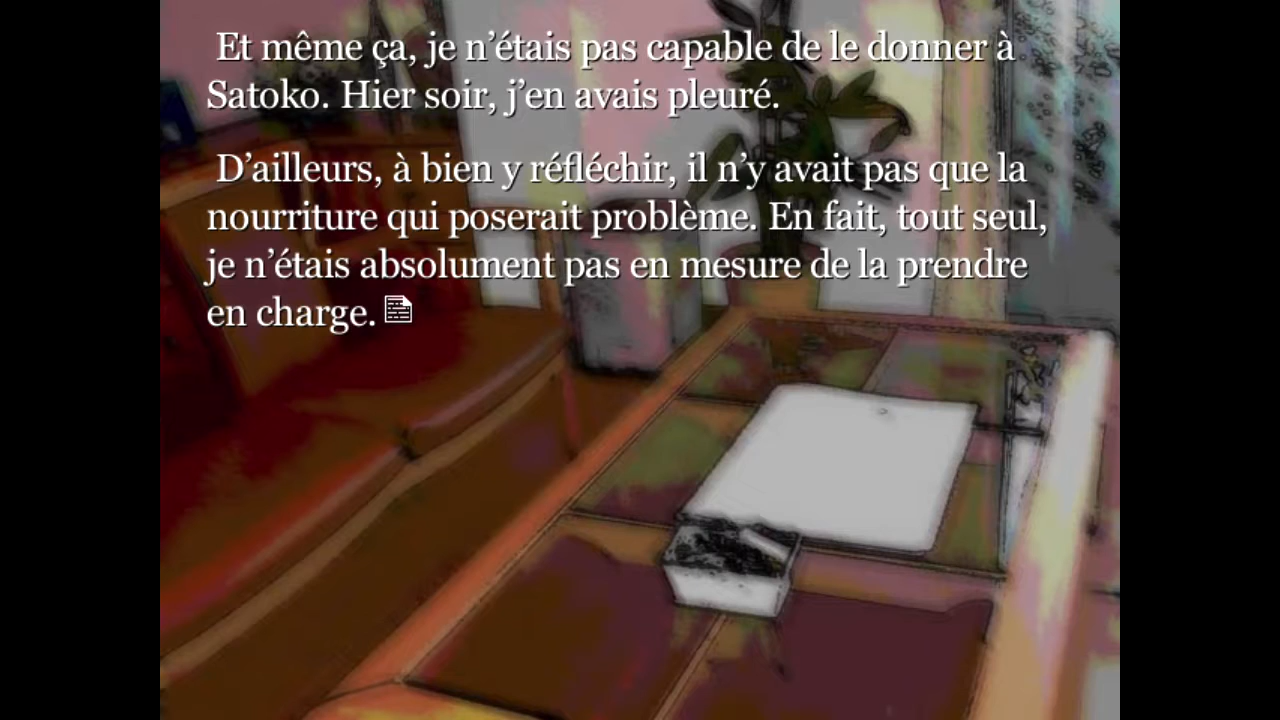 Et même ça, je n’étais pas capable de le donner à
Satoko. Hier soir, j’en avais pleuré.
D’ailleurs, à bien y réfléchir, il n’y avait pas que la
nourriture qui poserait problème. En fait, tout seul,
je n’étais absolument pas en mesure de la prendre
en charge.